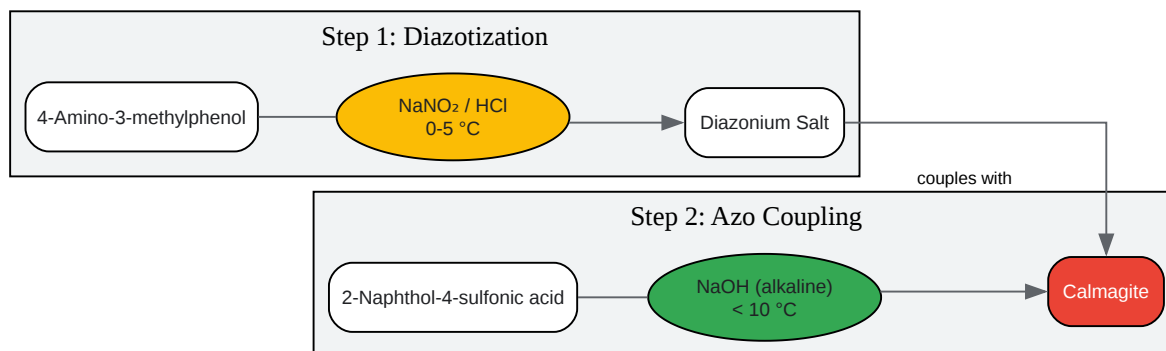 Step 1: Diazotization
4-Amino-3-methylphenol
NaNO₂ / HCl
0-5 °C
Diazonium Salt
couples with
Step 2: Azo Coupling
2-Naphthol-4-sulfonic acid
NaOH (alkaline)
< 10 °C
Calmagite